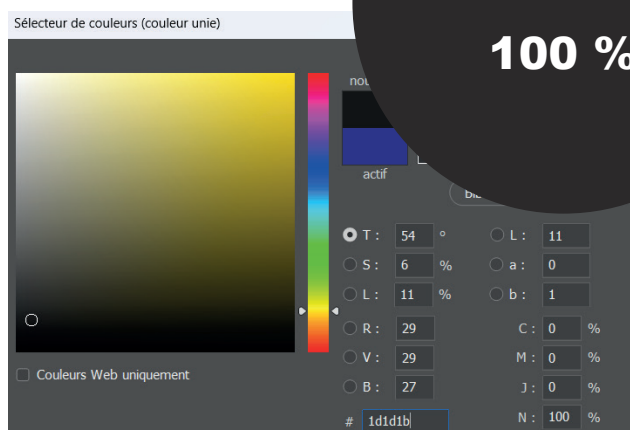 Sélecteur de couleurs (couleur unie)
100 %
actif
T : 54 ° L : 11
S : 6 % a : 0
L : 11 % b : 1
R : 29 C : 0 %
V : 29 M : 0 %
Couleurs Web uniquement
B : 27 J : 0 %
# 1d1d1b N : 100 %